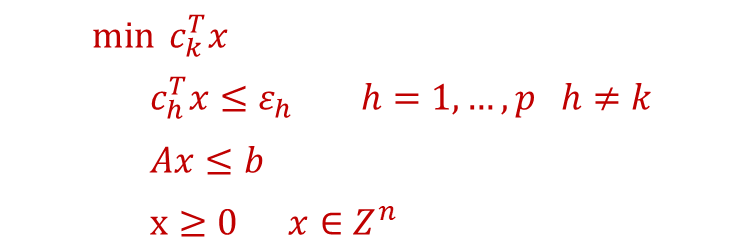 min c_k^T x
c_h^T x ≤ ε_h h = 1, …, p h ≠ k
Ax ≤ b
x ≥ 0 x ∈ Z^n